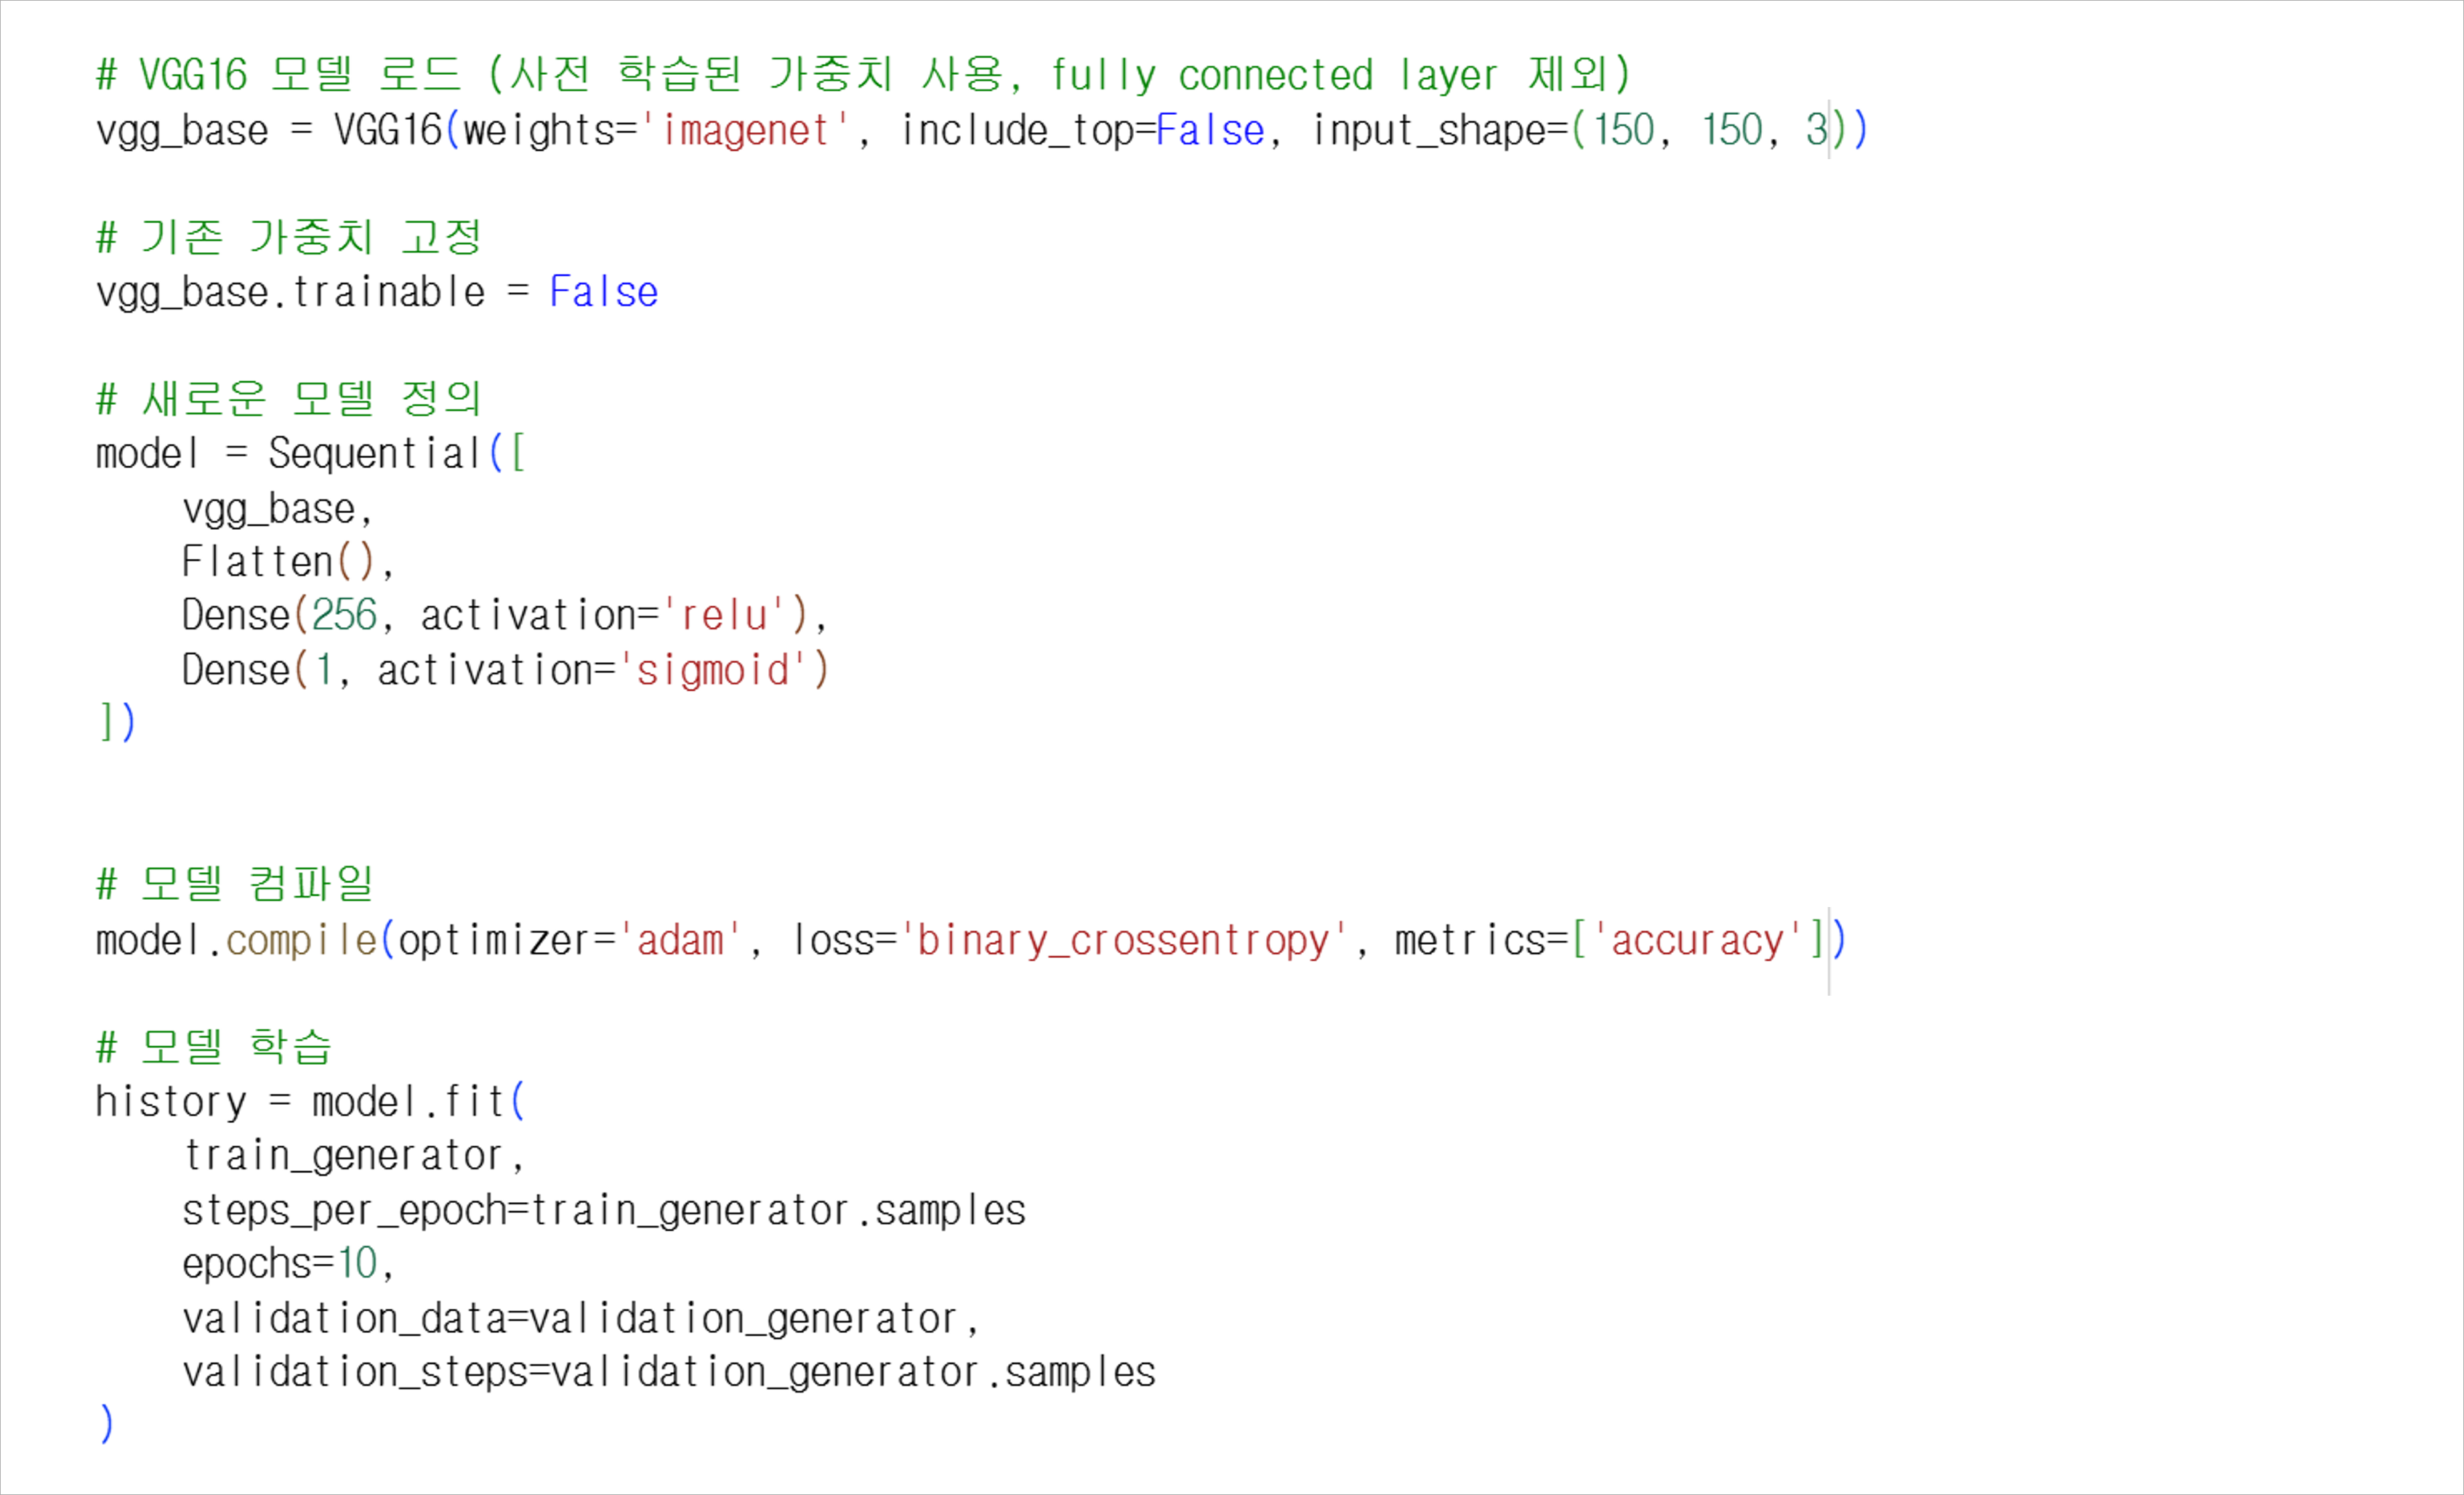 # VGG16 모델 로드 (사전 학습된 가중치 사용, fully connected layer 제외)
vgg_base = VGG16(weights='imagenet', include_top=False, input_shape=(150, 150, 3))
# 기존 가중치 고정
vgg_base.trainable = False
# 새로운 모델 정의
model = Sequential([
    vgg_base,
    Flatten(),
    Dense(256, activation='relu'),
    Dense(1, activation='sigmoid')
])
# 모델 컴파일
model.compile(optimizer='adam', loss='binary_crossentropy', metrics=['accuracy'])
# 모델 학습
history = model.fit(
    train_generator,
    steps_per_epoch=train_generator.samples
    epochs=10,
    validation_data=validation_generator,
    validation_steps=validation_generator.samples
)